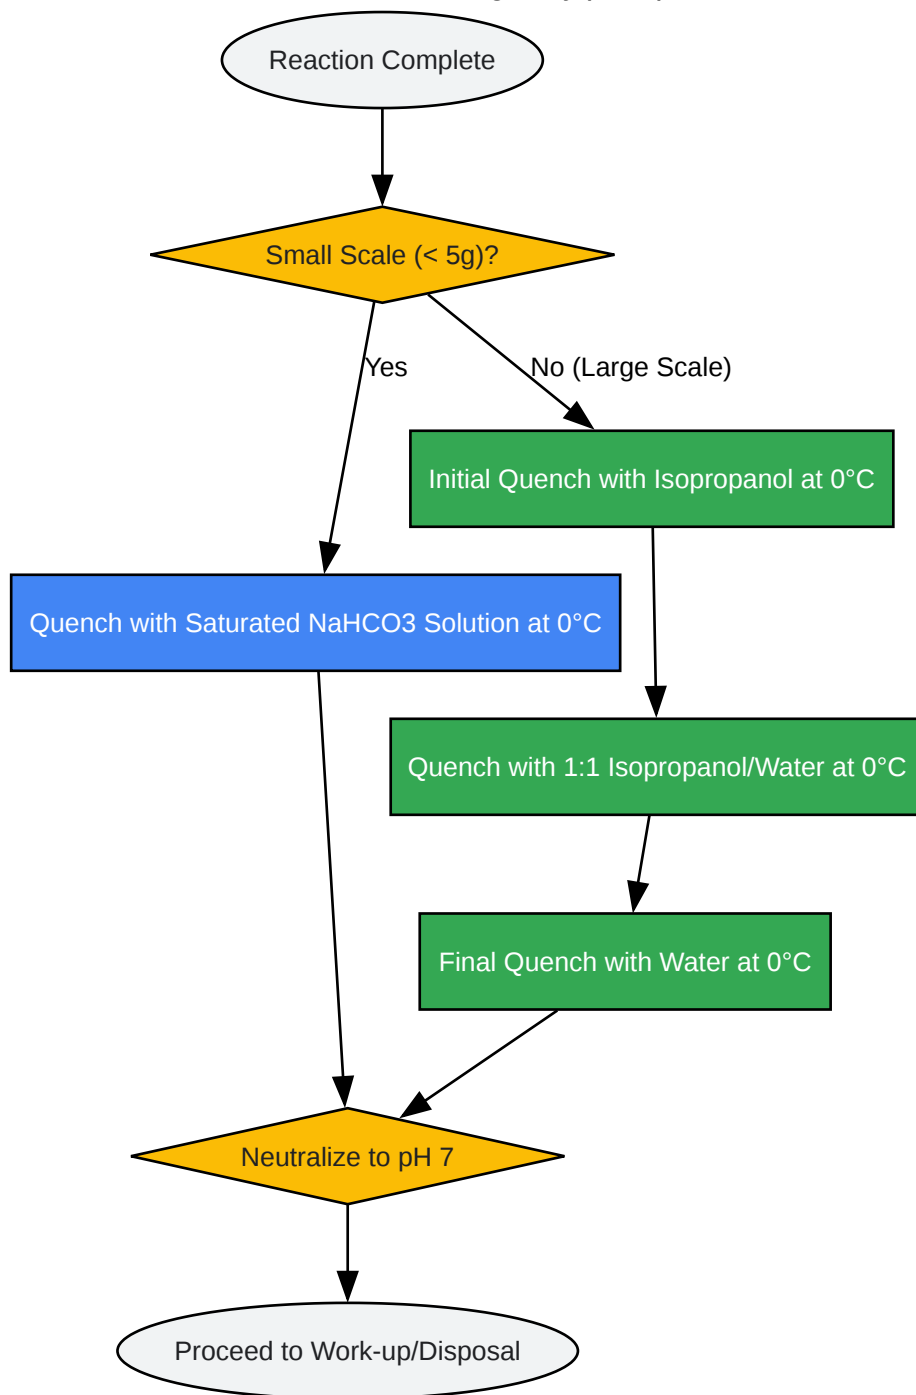 Reaction Complete
Small Scale (< 5g)?
Yes
No (Large Scale)
Initial Quench with Isopropanol at 0°C
Quench with Saturated NaHCO3 Solution at 0°C
Quench with 1:1 Isopropanol/Water at 0°C
Final Quench with Water at 0°C
Neutralize to pH 7
Proceed to Work-up/Disposal